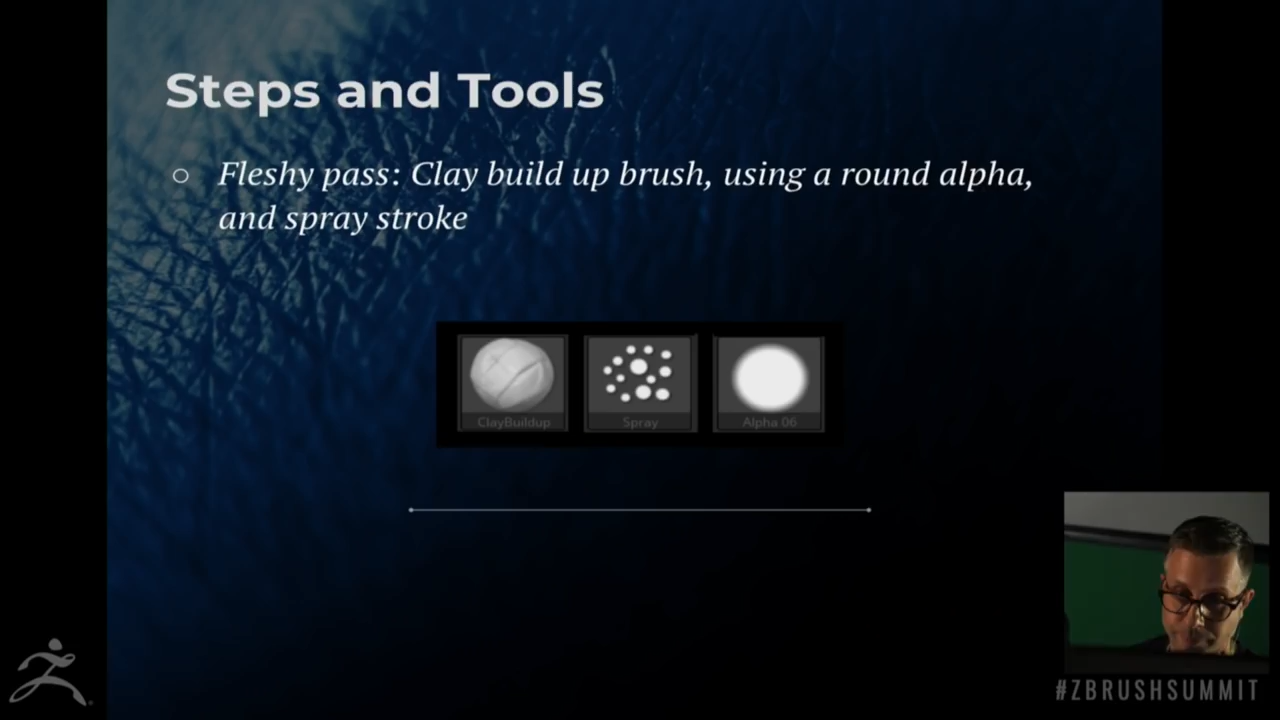 Steps and Tools
○ Fleshy pass: Clay build up brush, using a round alpha,
and spray stroke
ClayBuildup
Spray
Alpha 06
#ZBRUSHSUMMIT